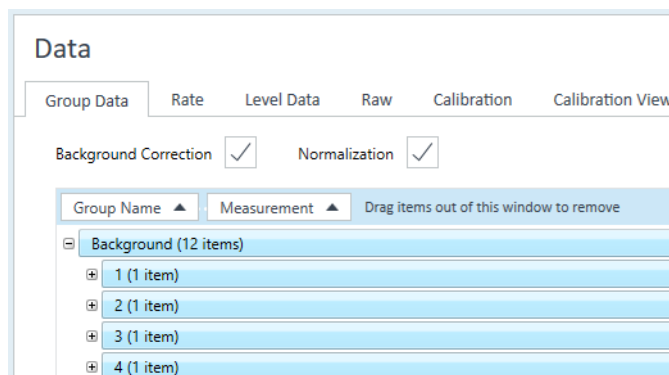 Data
Group Data Rate Level Data Raw Calibration Calibration View
Background Correction Normalization
Group Name Measurement Drag items out of this window to remove
Background (12 items)
1 (1 item)
2 (1 item)
3 (1 item)
4 (1 item)